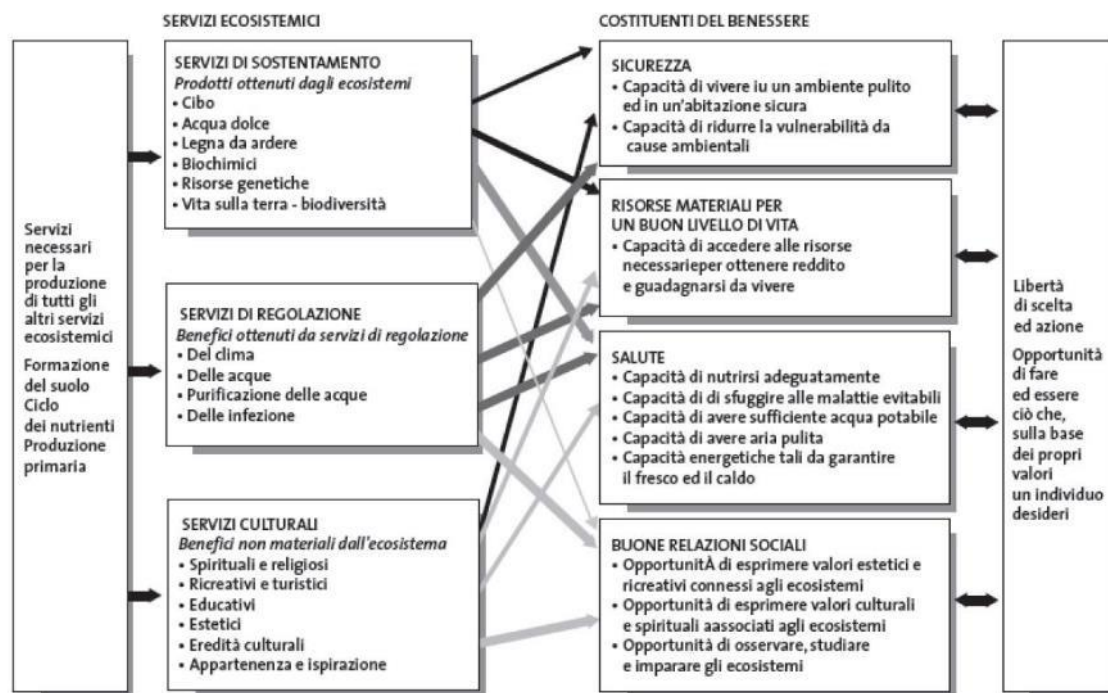 SERVIZI ECOSISTEMICI
COSTITUENTI DEL BENESSERE
Servizi
necessari
per la
produzione
di tutti gli
altri servizi
ecosistemici
Formazione
del suolo
Ciclo
dei nutrienti
Produzione
primaria
SERVIZI DI SOSTENTAMENTO
Prodotti ottenuti dagli ecosistemi
• Cibo
• Acqua dolce
• Legna da ardere
• Biochimici
• Risorse genetiche
• Vita sulla terra - biodiversità
SERVIZI DI REGOLAZIONE
Benefici ottenuti da servizi di regolazione
• Del clima
• Delle acque
• Purificazione delle acque
• Delle infezione
SERVIZI CULTURALI
Benefici non materiali dall'ecosistema
• Spirituali e religiosi
• Ricreativi e turistici
• Educativi
• Estetici
• Eredità culturali
• Appartenenza e ispirazione
SICUREZZA
• Capacità di vivere iu un ambiente pulito
ed in un'abitazione sicura
• Capacità di ridurre la vulnerabilità da
cause ambientali
RISORSE MATERIALI PER
UN BUON LIVELLO DI VITA
• Capacità di accedere alle risorse
necessarieper ottenere reddito
e guadagnarsi da vivere
SALUTE
• Capacità di nutrirsi adeguatamente
• Capacità di di sfuggire alle malattie evitabili
• Capacità di avere sufficiente acqua potabile
• Capacità di avere aria pulita
• Capacità energetiche tali da garantire
il fresco ed il caldo
BUONE RELAZIONI SOCIALI
• OpportunitÀ di esprimere valori estetici e
ricreativi connessi agli ecosistemi
• Opportunità di esprimere valori culturali
e spirituali aassociati agli ecosistemi
• Opportunità di osservare, studiare
e imparare gli ecosistemi
Libertà
di scelta
ed azione
Opportunità
di fare
ed essere
ciò che,
sulla base
dei propri
valori
un individuo
desideri